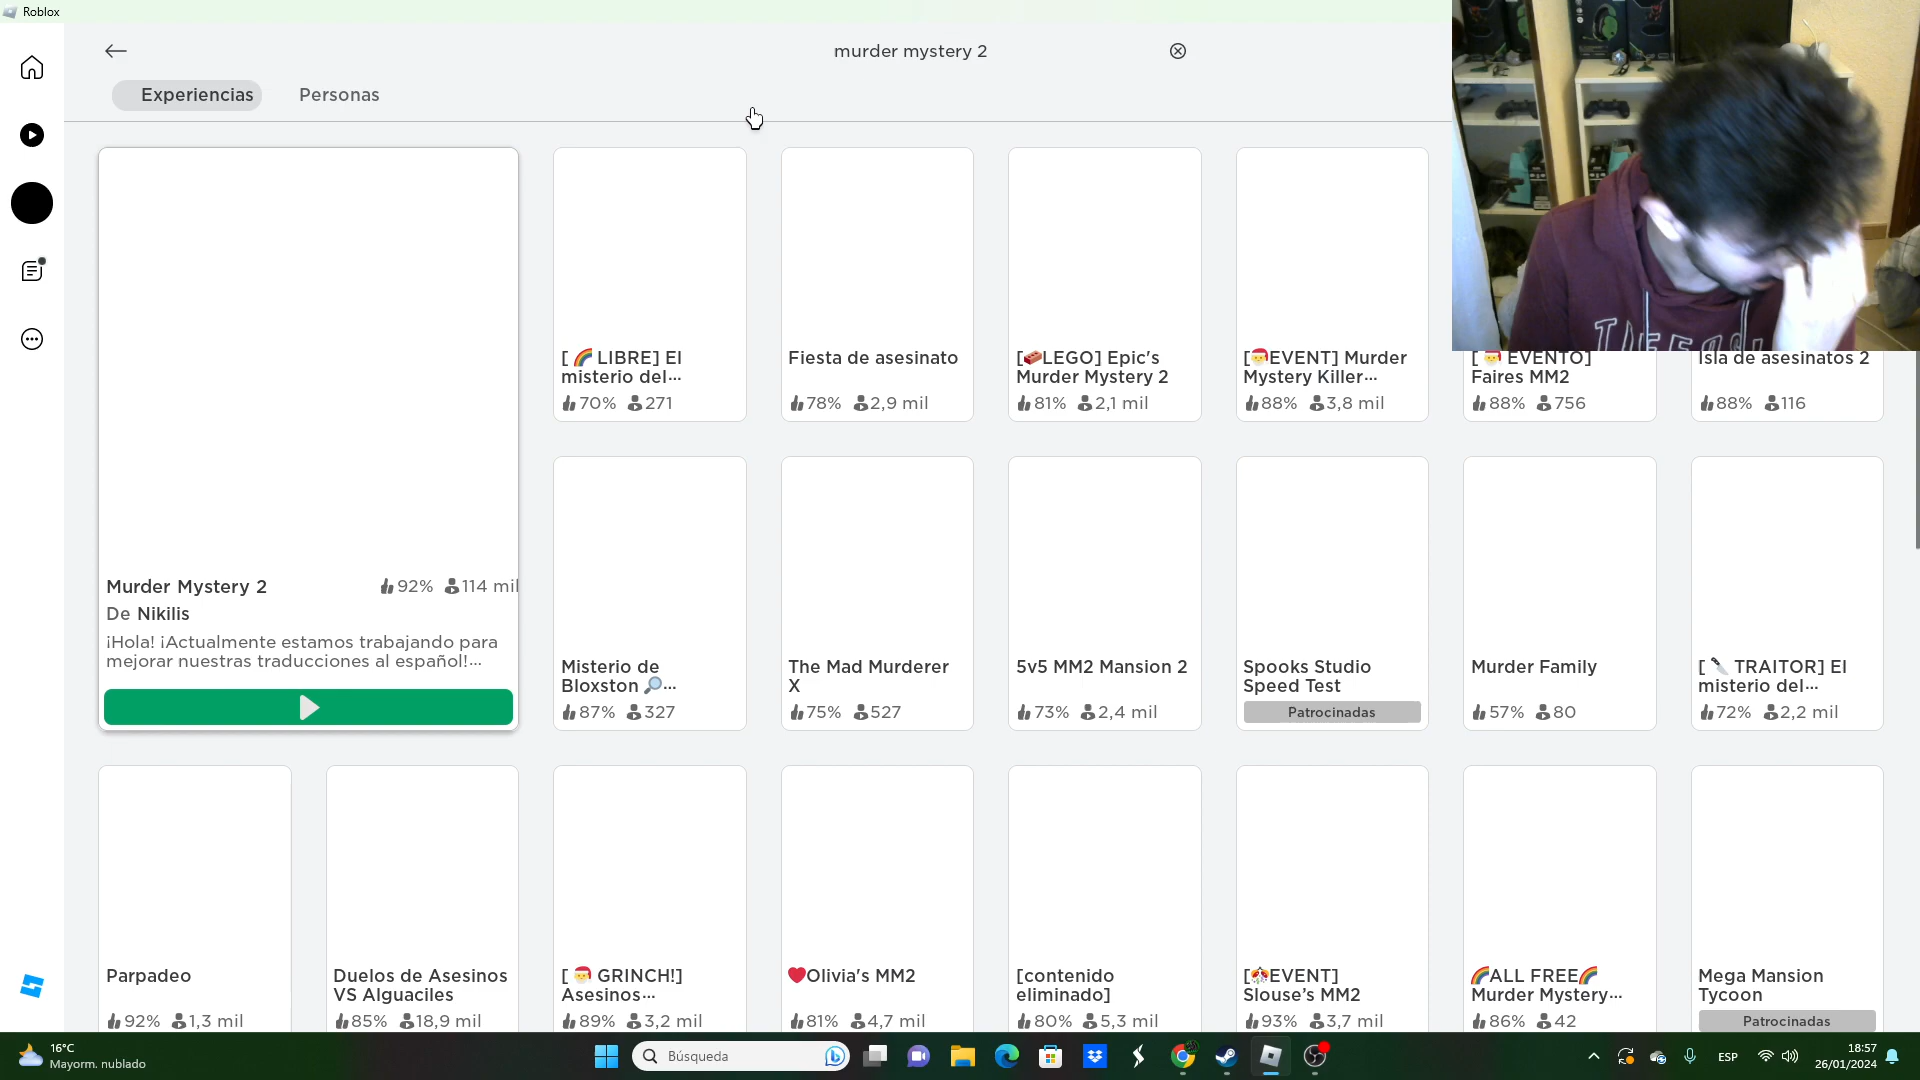 Roblox
murder mystery 2
Experiencias
Personas
[ 🌈 LIBRE] El
misterio del...
70% 271
Fiesta de asesinato
78% 2,9 mil
[🧱LEGO] Epic's
Murder Mystery 2
81% 2,1 mil
[🎅EVENT] Murder
Mystery Killer...
88% 3,8 mil
[ 🎅 EVENTO]
Faires MM2
88% 756
Isla de asesinatos 2
88% 116
Murder Mystery 2
92% 114 mil
De Nikilis
¡Hola! ¡Actualmente estamos trabajando para
mejorar nuestras traducciones al español!...
Misterio de
Bloxston 🔎...
87% 327
The Mad Murderer
X
75% 527
5v5 MM2 Mansion 2
73% 2,4 mil
Spooks Studio
Speed Test
Patrocinadas
Murder Family
57% 80
[ 🔪 TRAITOR] El
misterio del...
72% 2,2 mil
Parpadeo
92% 1,3 mil
Duelos de Asesinos
VS Alguaciles
85% 18,9 mil
[ 🎅 GRINCH!]
Asesinos...
89% 3,2 mil
❤️Olivia's MM2
81% 4,7 mil
[contenido
eliminado]
80% 5,3 mil
[🎊EVENT]
Slouse's MM2
93% 3,7 mil
🌈ALL FREE🌈
Murder Mystery...
86% 42
Mega Mansion
Tycoon
Patrocinadas
16°C
Mayorm. nublado
Búsqueda
ESP
18:57
26/01/2024